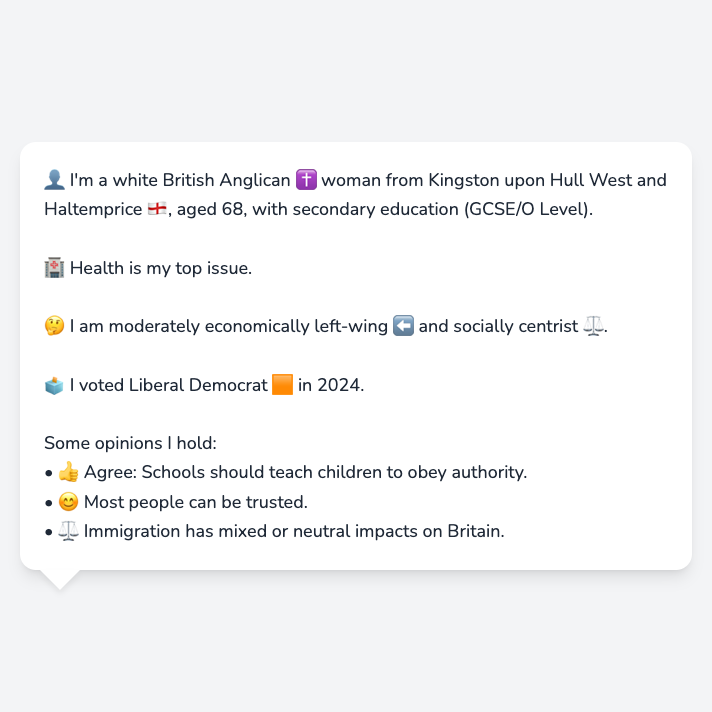 👤 I'm a white British Anglican ✝️ woman from Kingston upon Hull West and
Haltemprice 🏴󠁧󠁢󠁥󠁮󠁧󠁿, aged 68, with secondary education (GCSE/O Level).
🏥 Health is my top issue.
🤔 I am moderately economically left-wing ⬅️ and socially centrist ⚖️.
🗳️ I voted Liberal Democrat 🟧 in 2024.
Some opinions I hold:
• 👍 Agree: Schools should teach children to obey authority.
• 😊 Most people can be trusted.
• ⚖️ Immigration has mixed or neutral impacts on Britain.